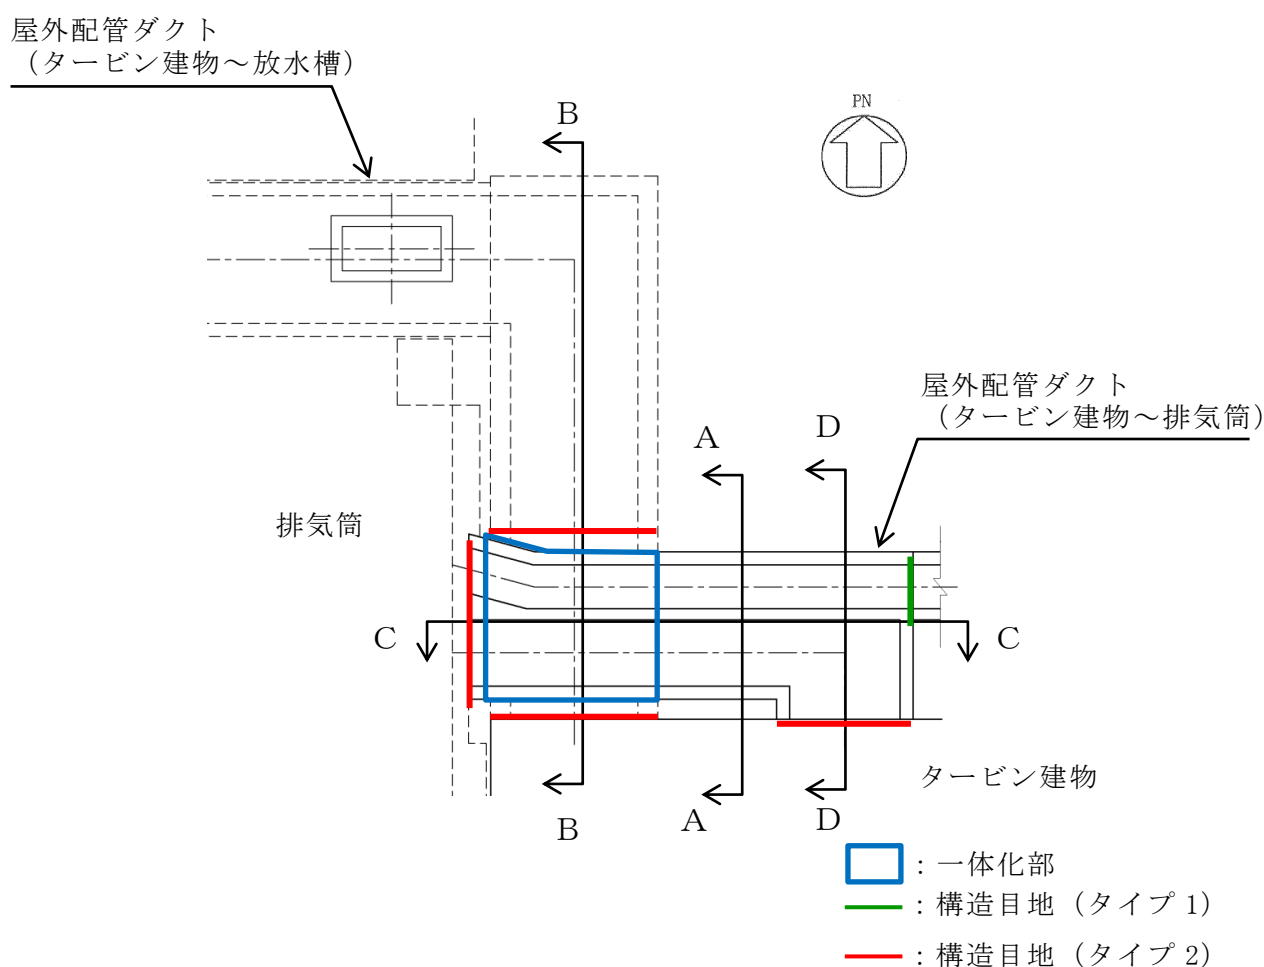 屋外配管ダクト
（タービン建物～放水槽）
PN
B
屋外配管ダクト
（タービン建物～排気筒）
A
D
排気筒
C
C
タービン建物
B
A
D
：一体化部
：構造目地（タイプ 1）
：構造目地（タイプ 2）